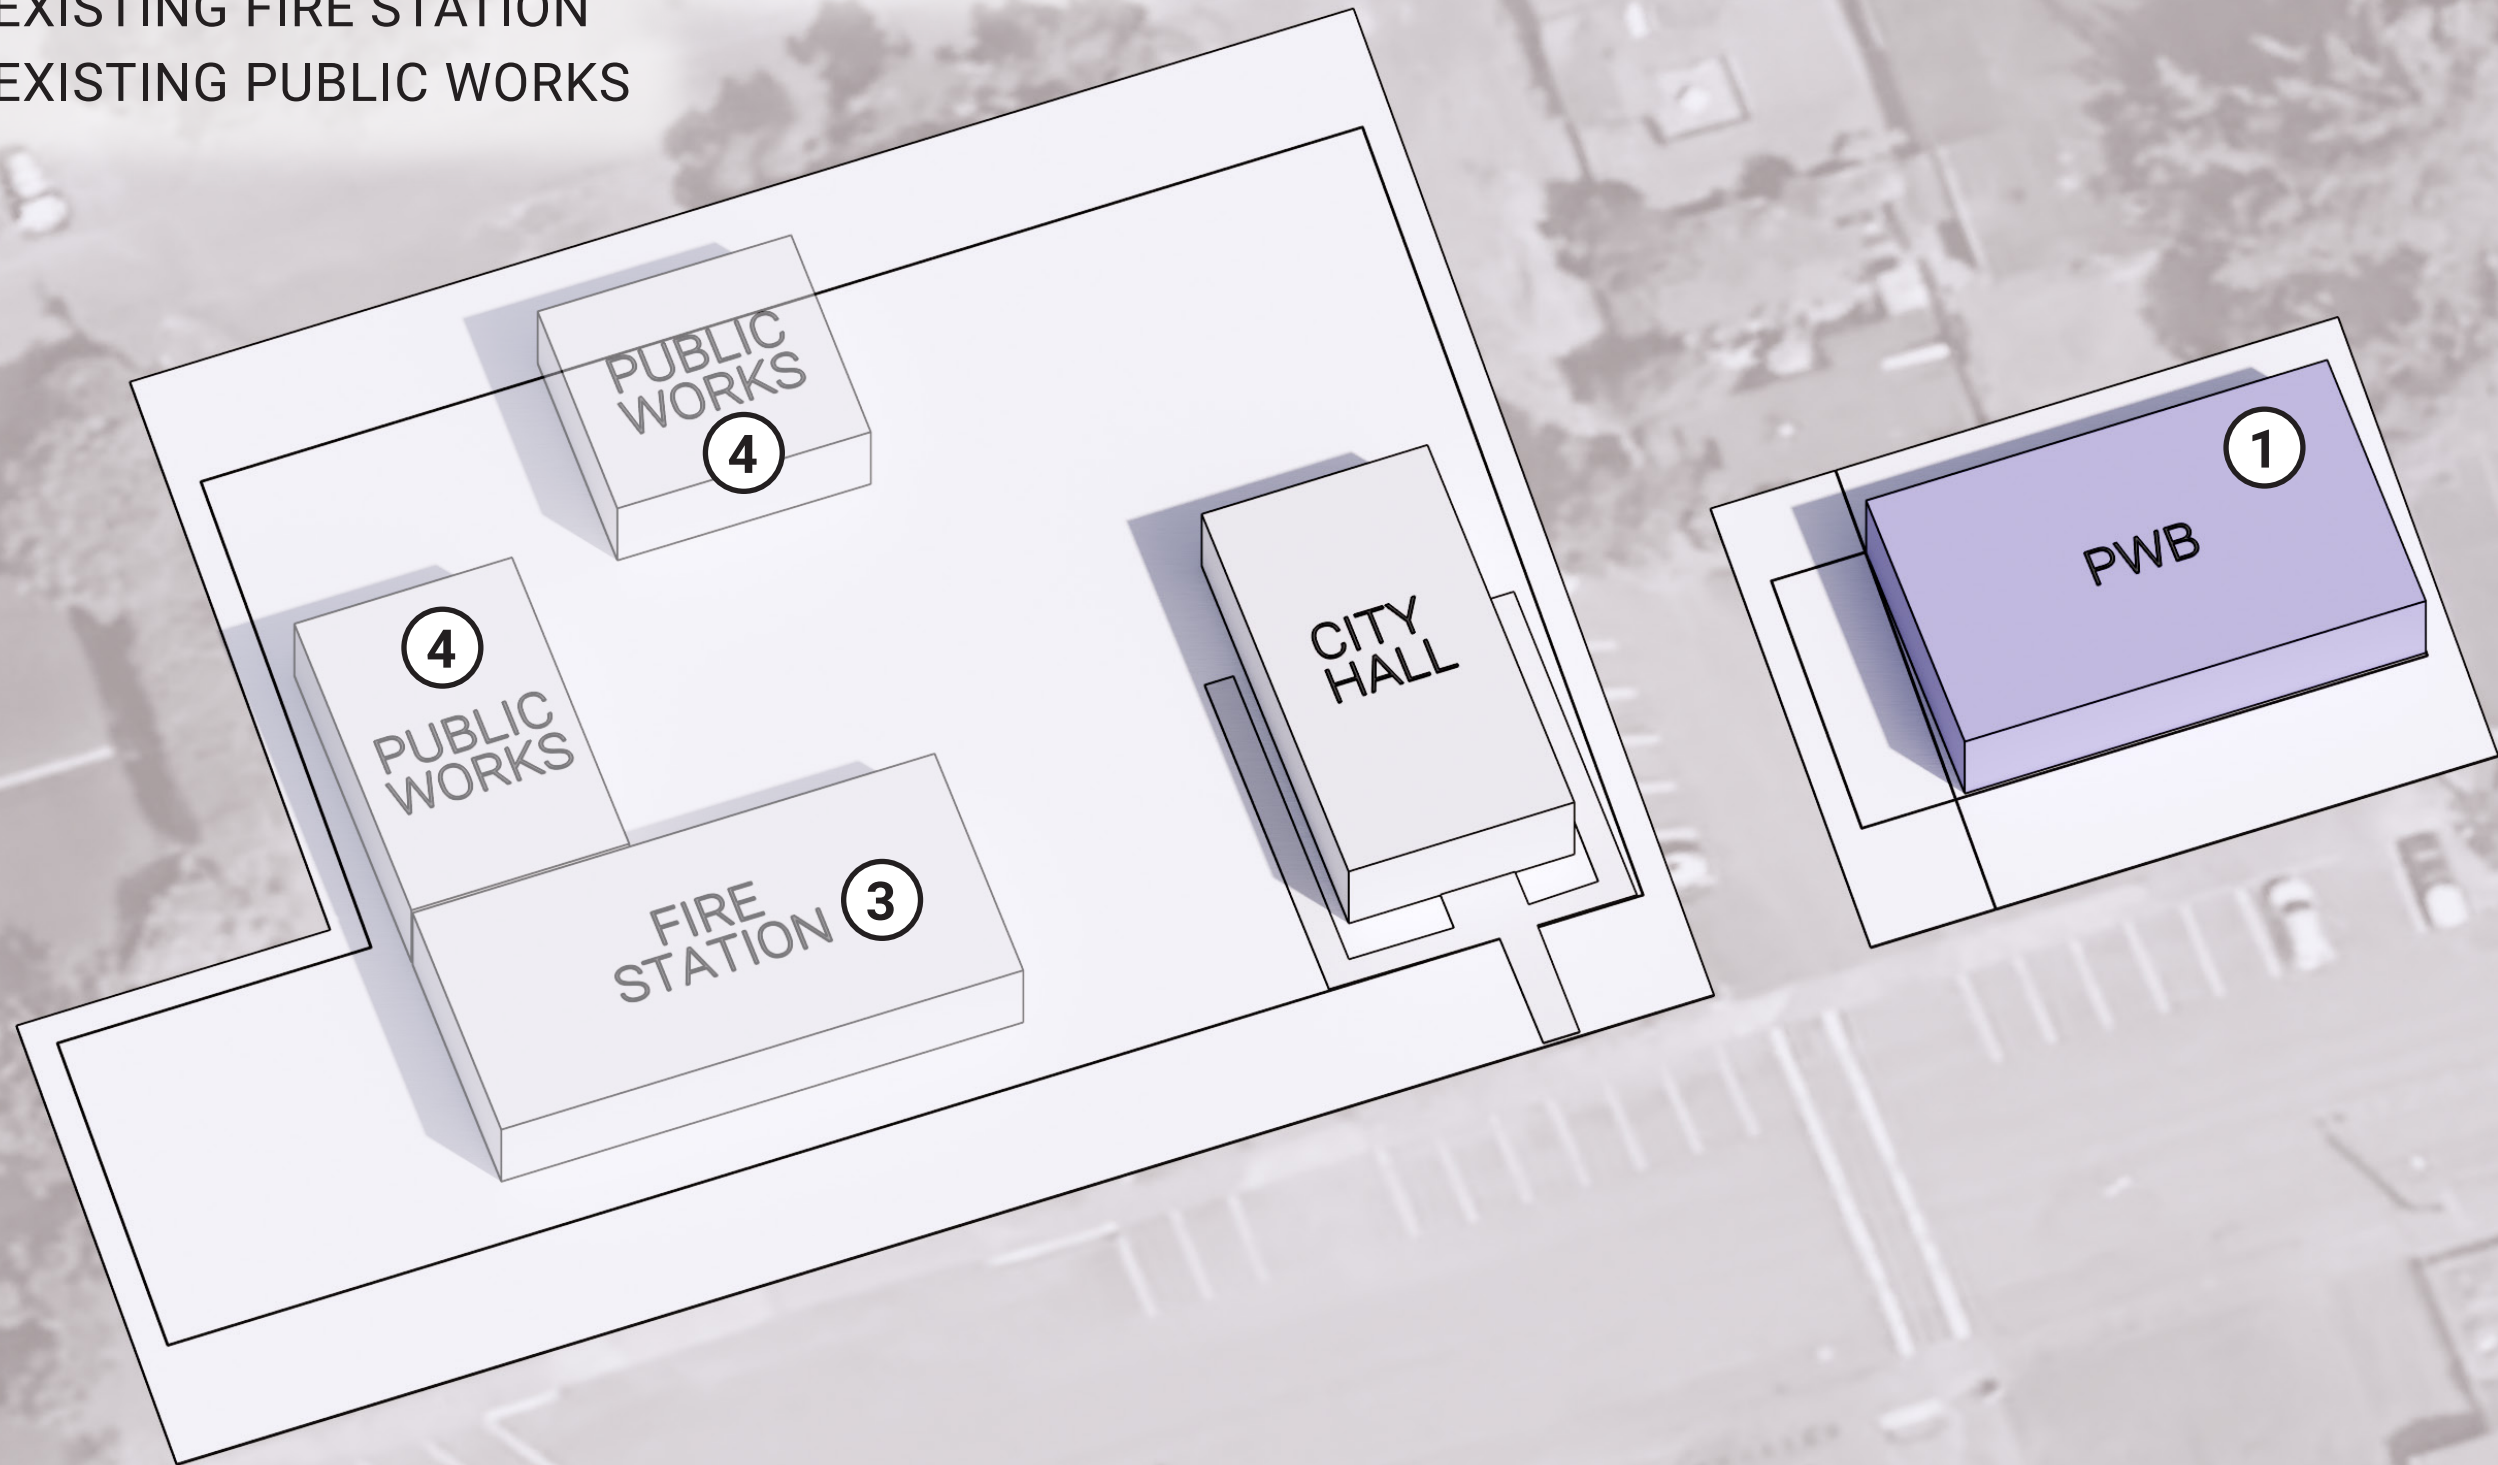 EXISTING FIRE STATION
EXISTING PUBLIC WORKS
PUBLIC
WORKS
4
1
PWB
4
CITY
HALL
PUBLIC
WORKS
FIRE
STATION
3